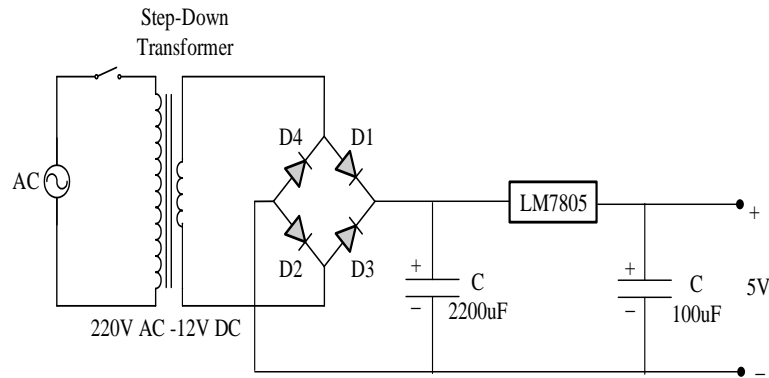 Step-Down
Transformer
D4 D1
AC
LM7805
+
D2 D3
+
C
2200uF
−
+
C
100uF
−
5V
220V AC -12V DC
−